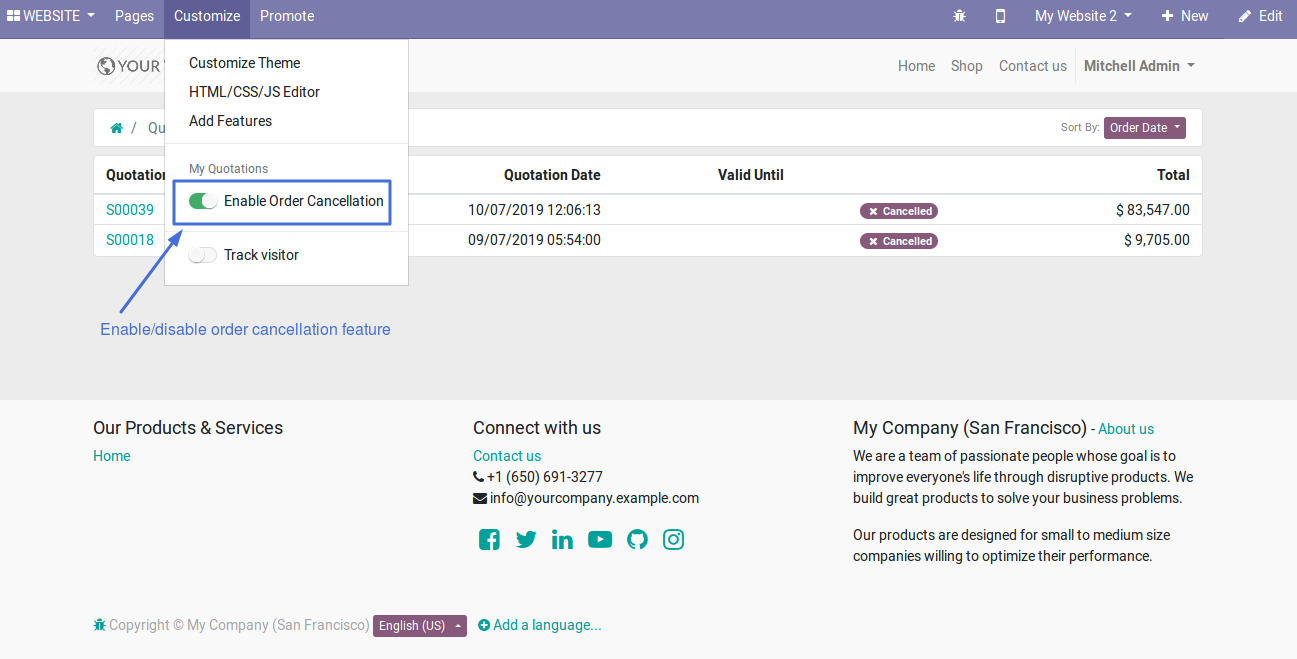 WEBSITE Pages Customize Promote My Website 2 New Edit
YOUR Home Shop Contact us Mitchell Admin
Customize Theme
HTML/CSS/JS Editor
Add Features
/ Qu Sort By: Order Date
My Quotations
Quotation Quotation Date Valid Until Total
Enable Order Cancellation
S00039 10/07/2019 12:06:13 Cancelled $ 83,547.00
S00018 09/07/2019 05:54:00 Cancelled $ 9,705.00
Track visitor
Enable/disable order cancellation feature
Our Products & Services
Home
Connect with us
Contact us
+1 (650) 691-3277
info@yourcompany.example.com
My Company (San Francisco) - About us
We are a team of passionate people whose goal is to
improve everyone's life through disruptive products. We
build great products to solve your business problems.
Our products are designed for small to medium size
companies willing to optimize their performance.
Copyright © My Company (San Francisco) English (US) Add a language...